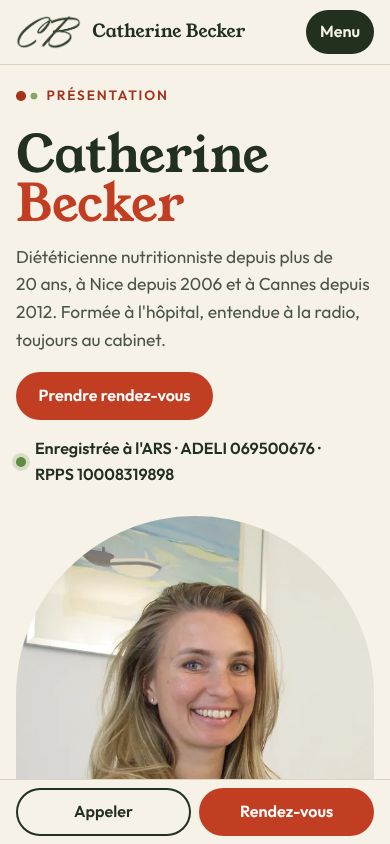 CB Catherine Becker
Menu
PRÉSENTATION
Catherine
Becker
Diététicienne nutritionniste depuis plus de
20 ans, à Nice depuis 2006 et à Cannes depuis
2012. Formée à l'hôpital, entendue à la radio,
toujours au cabinet.
Prendre rendez-vous
Enregistrée à l'ARS · ADELI 069500676 ·
RPPS 10008319898
Appeler
Rendez-vous